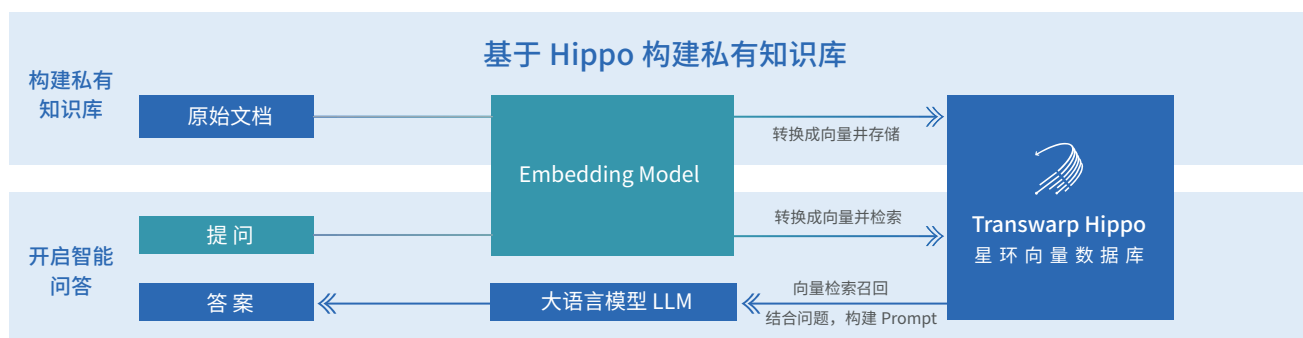 基于 Hippo 构建私有知识库
构建私有
知识库
原始文档
Embedding Model
转换成向量井存储
Transwarp Hippo
星环向量数据库
开启智能
问答
提问
转换成向量并检索
答案
大语言模型 LLM
向量检索召回
结合问题，构建 Prompt